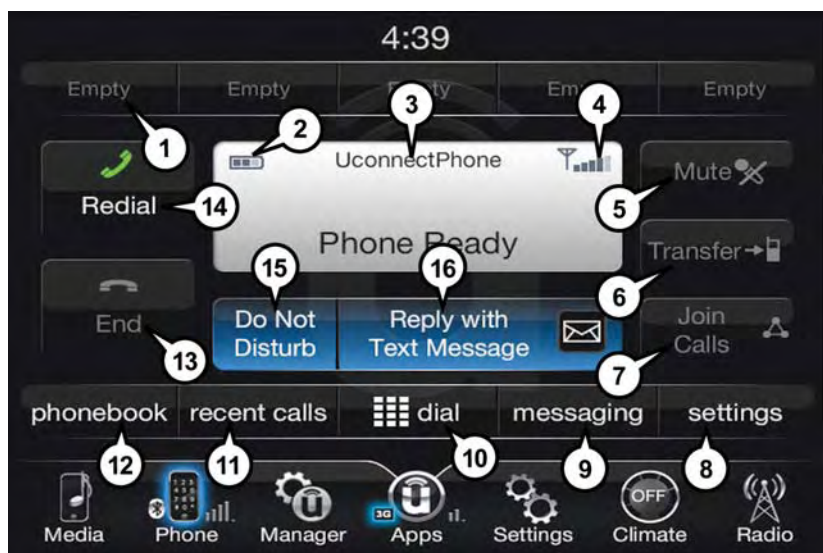 4:39
Empty Empty Empty Empty Empty
1 2 3 4
UconnectPhone
Mute
5
Redial 14
Phone Ready
Transfer
15 16
6
End
13
Do Not Disturb
Reply with Text Message
Join Calls
7
phonebook recent calls dial messaging settings
12 11 10 9 8
3G
OFF
Media Phone Manager Apps Settings Climate Radio